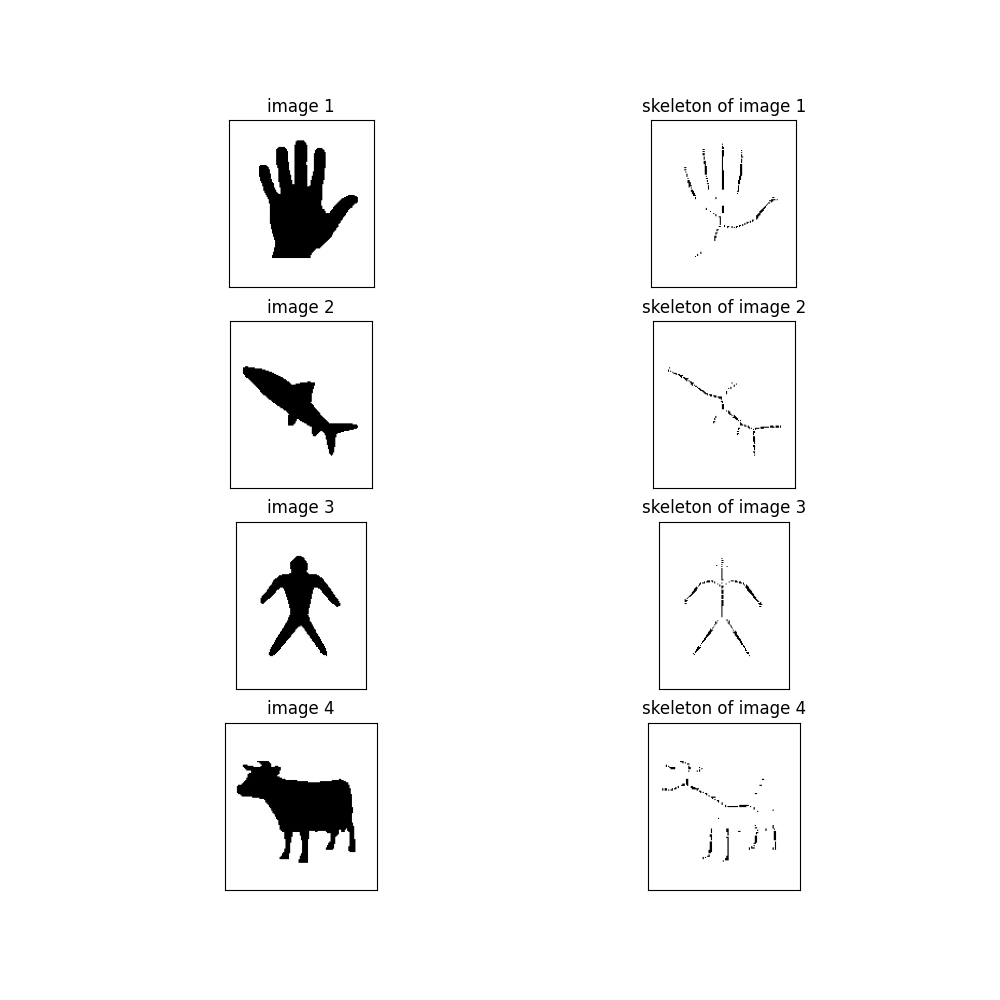 image 1
skeleton of image 1
image 2
skeleton of image 2
image 3
skeleton of image 3
image 4
skeleton of image 4